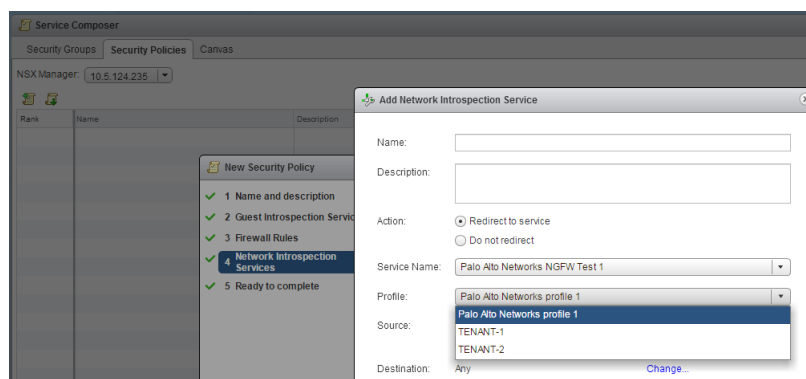 Service Composer
Security Groups Security Policies Canvas
NSX Manager: 10.5.124.235
Rank Name Description
New Security Policy
1 Name and description
2 Guest Introspection Servic
3 Firewall Rules
4 Network Introspection
Services
5 Ready to complete
Add Network Introspection Service
Name:
Description:
Action: Redirect to service
Do not redirect
Service Name: Palo Alto Networks NGFW Test 1
Profile: Palo Alto Networks profile 1
Palo Alto Networks profile 1
Source: TENANT-1
TENANT-2
Destination: Any Change...